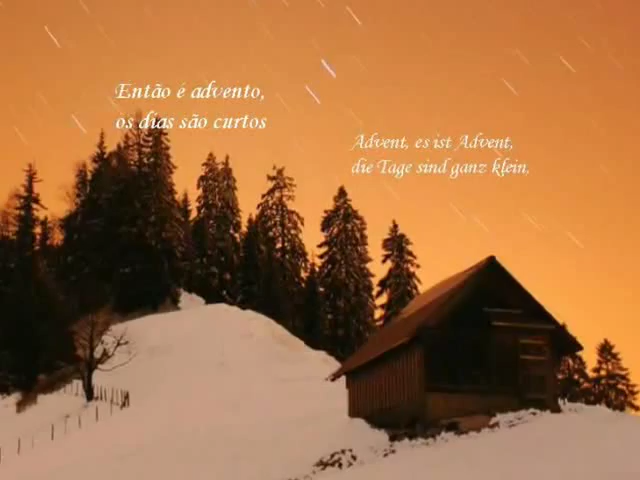 Então é advento,
os dias são curtos
Advent, es ist Advent,
die Tage sind ganz klein,